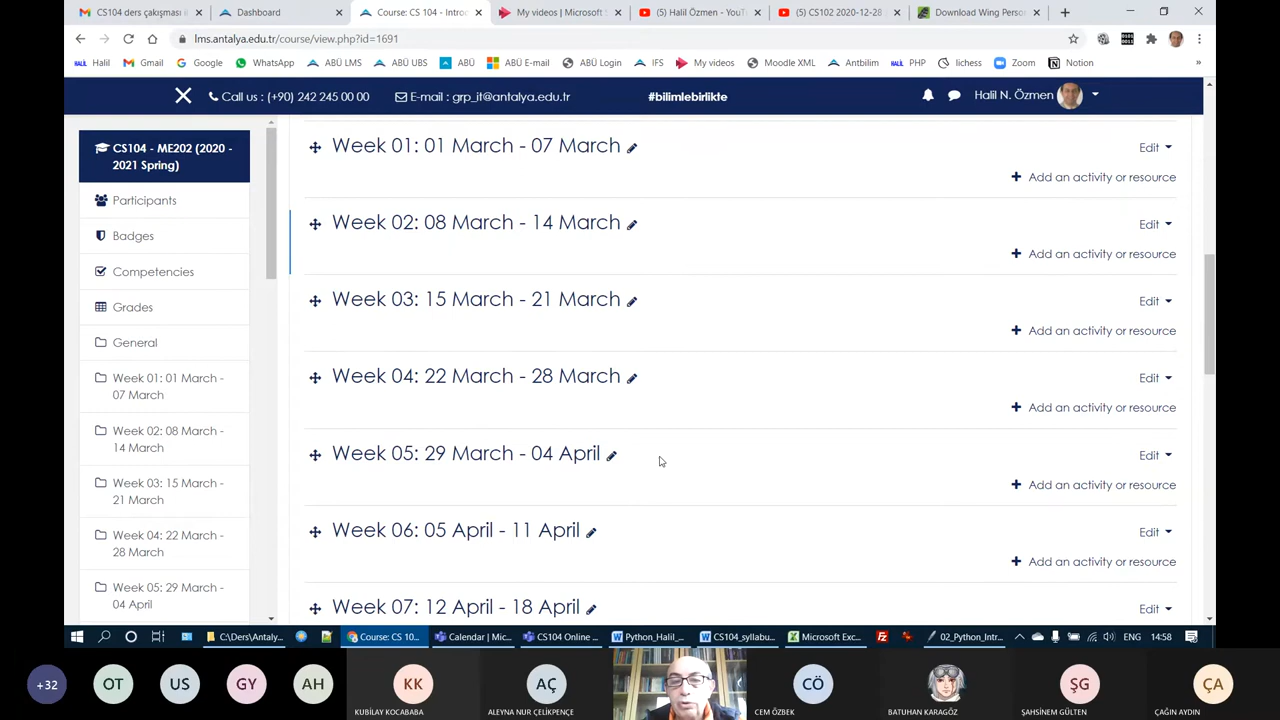 CS104 ders çakışması il
Dashboard
Course: CS 104 - Introd
My videos | Microsoft S
(5) Halil Özmen - YouT
(5) CS102 2020-12-28
Download Wing Perso
lms.antalya.edu.tr/course/view.php?id=1691
HALİL Halil
Gmail
Google
WhatsApp
ABÜ LMS
ABÜ UBS
ABÜ
ABÜ E-mail
ABÜ Login
IFS
My videos
Moodle XML
Antbilim
HALİL PHP
lichess
Zoom
Notion
Call us : (+90) 242 245 00 00
E-mail : grp_it@antalya.edu.tr
#bilimlebirlikte
Halil N. Özmen
CS104 - ME202 (2020 -
2021 Spring)
Participants
Badges
Competencies
Grades
General
Week 01: 01 March -
07 March
Week 02: 08 March -
14 March
Week 03: 15 March -
21 March
Week 04: 22 March -
28 March
Week 05: 29 March -
04 April
Week 01: 01 March - 07 March
Edit
Add an activity or resource
Week 02: 08 March - 14 March
Edit
Add an activity or resource
Week 03: 15 March - 21 March
Edit
Add an activity or resource
Week 04: 22 March - 28 March
Edit
Add an activity or resource
Week 05: 29 March - 04 April
Edit
Add an activity or resource
Week 06: 05 April - 11 April
Edit
Add an activity or resource
Week 07: 12 April - 18 April
Edit
C:\Ders\Antaly...
Course: CS 10...
Calendar | Mic...
CS104 Online ...
Python_Halil_...
CS104_syllabu...
Microsoft Exc...
02_Python_Intr...
ENG
14:58
+32
OT
US
GY
AH
KK
KUBİLAY KOCABABA
AÇ
ALEYNA NUR ÇELİKPENÇE
CÖ
CEM ÖZBEK
BATUHAN KARAGÖZ
ŞG
ŞAHSİNEM GÜLTEN
ÇA
ÇAĞIN AYDIN